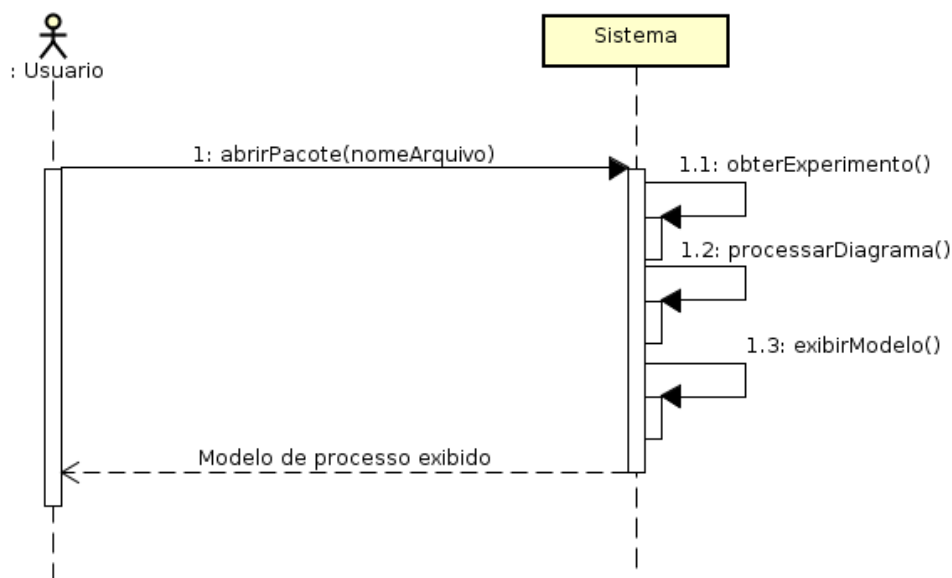 Sistema
: Usuario
1: abrirPacote(nomeArquivo)
1.1: obterExperimento()
1.2: processarDiagrama()
1.3: exibirModelo()
Modelo de processo exibido